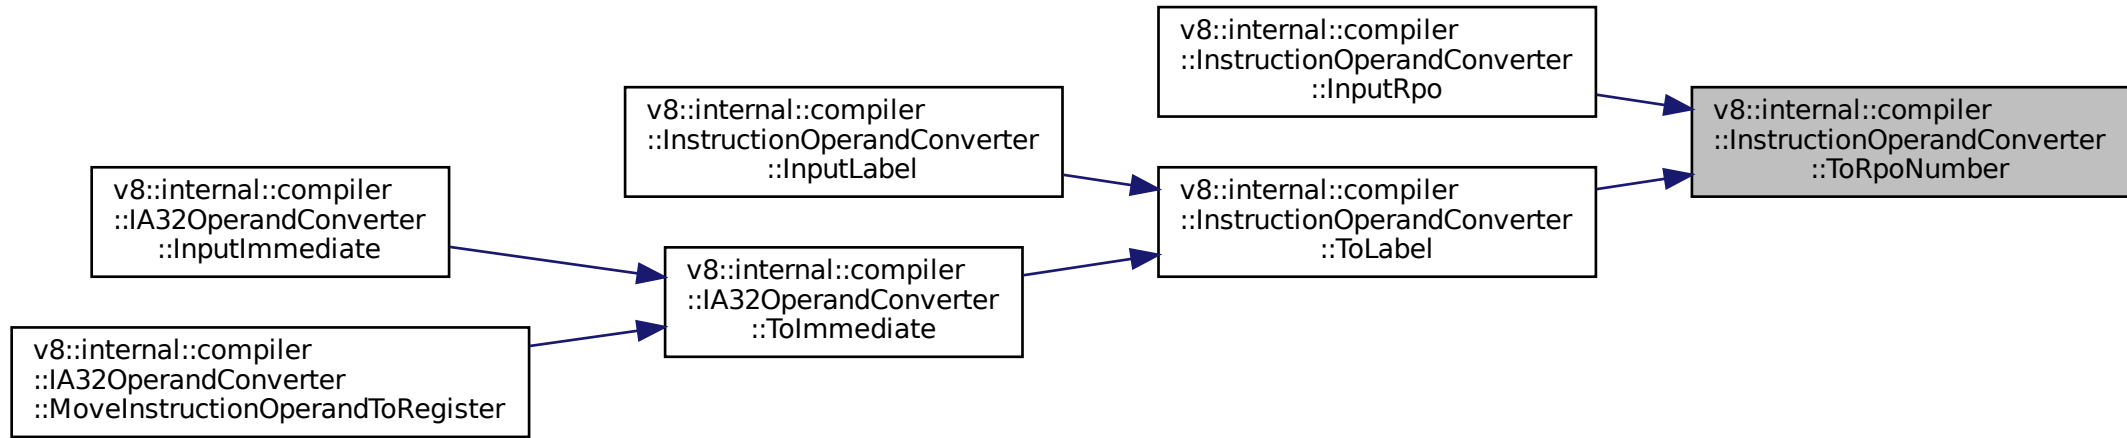 v8::internal::compiler
::InstructionOperandConverter
::InputRpo
v8::internal::compiler
::InstructionOperandConverter
::ToRpoNumber
v8::internal::compiler
::InstructionOperandConverter
::InputLabel
v8::internal::compiler
::InstructionOperandConverter
::ToLabel
v8::internal::compiler
::IA32OperandConverter
::InputImmediate
v8::internal::compiler
::IA32OperandConverter
::ToImmediate
v8::internal::compiler
::IA32OperandConverter
::MoveInstructionOperandToRegister